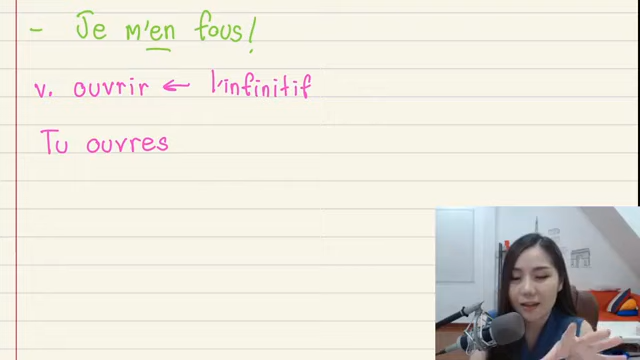 - Je m'en fous!
v. ouvrir ← l'infinitif
Tu ouvres